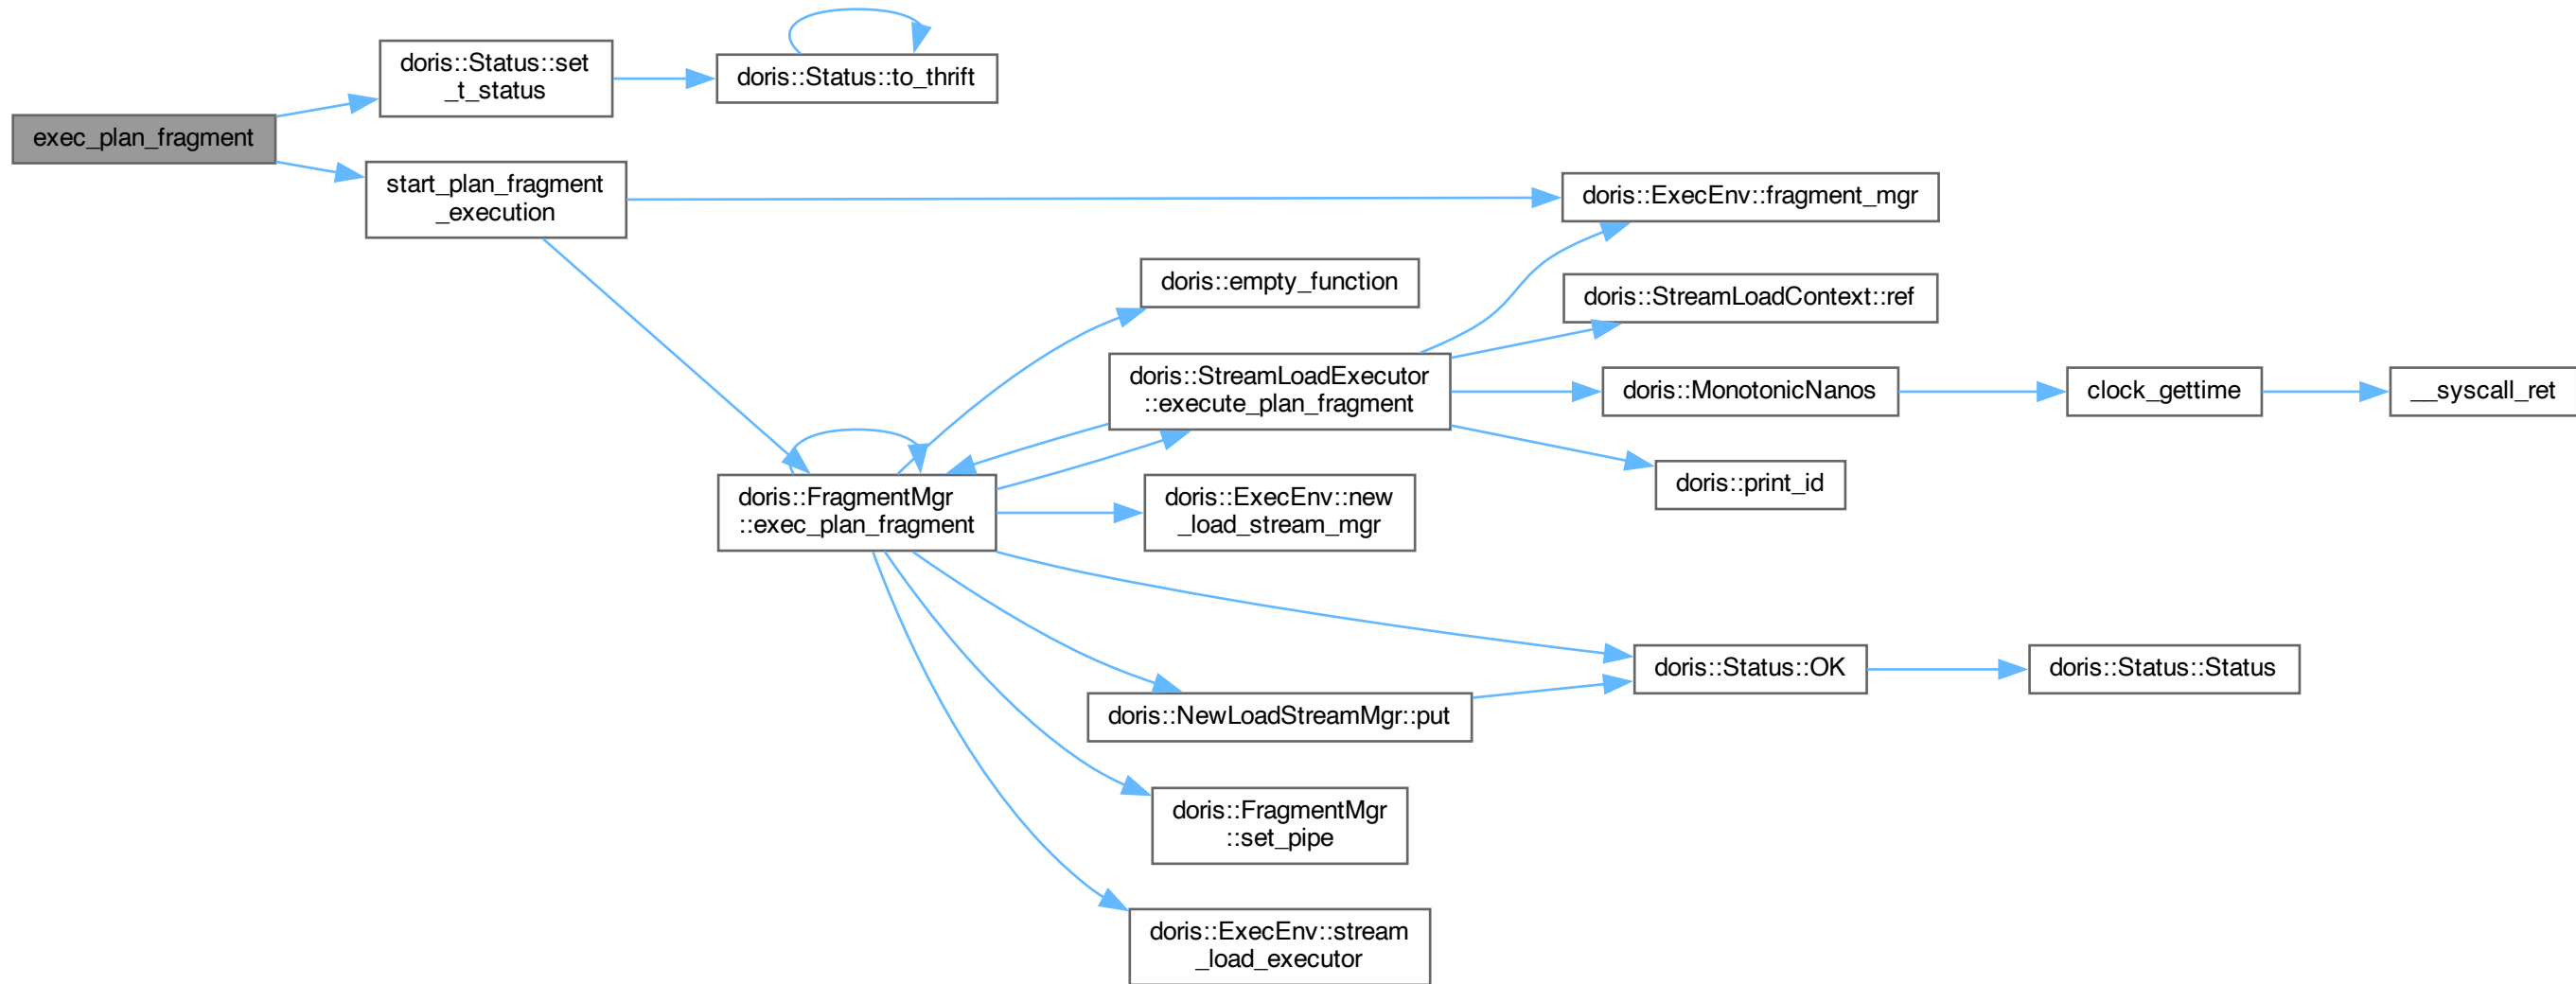 exec_plan_fragment
doris::Status::set
_t_status
doris::Status::to_thrift
start_plan_fragment
_execution
doris::ExecEnv::fragment_mgr
doris::empty_function
doris::StreamLoadContext::ref
doris::StreamLoadExecutor
::execute_plan_fragment
doris::MonotonicNanos
clock_gettime
__syscall_ret
doris::print_id
doris::FragmentMgr
::exec_plan_fragment
doris::ExecEnv::new
_load_stream_mgr
doris::Status::OK
doris::Status::Status
doris::NewLoadStreamMgr::put
doris::FragmentMgr
::set_pipe
doris::ExecEnv::stream
_load_executor